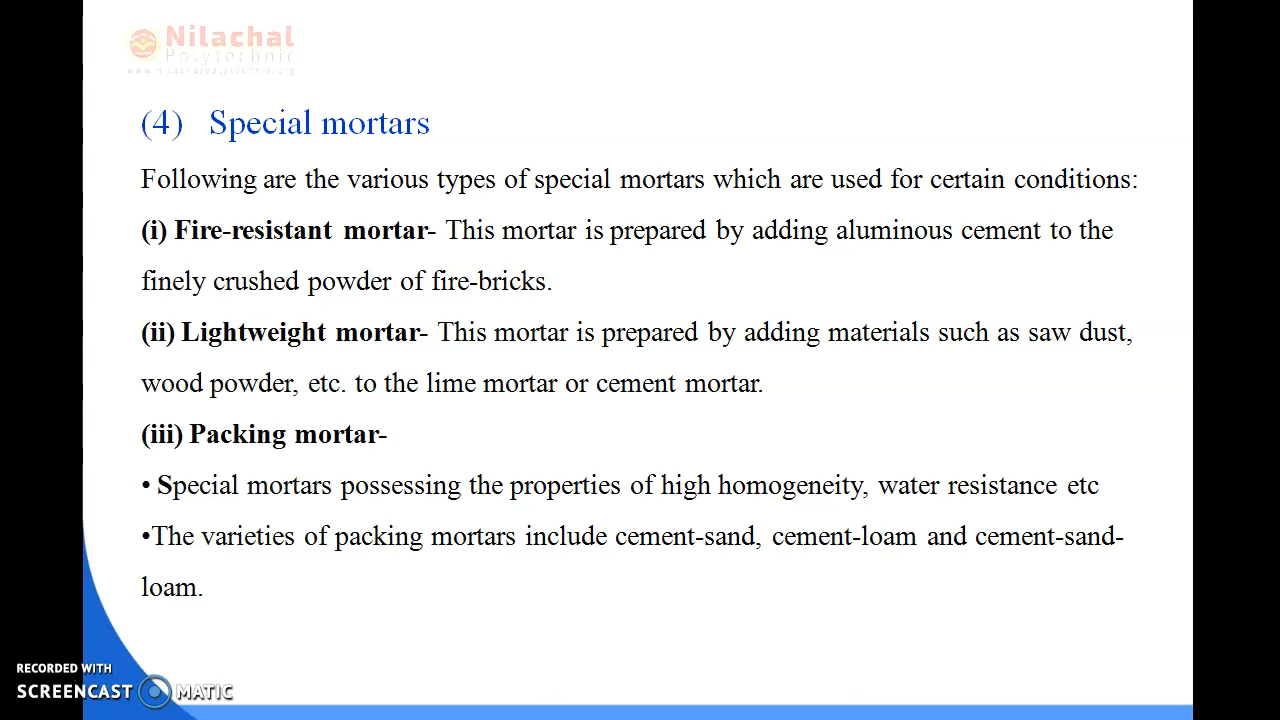 Nilachal
Polytechnic
(4) Special mortars
Following are the various types of special mortars which are used for certain conditions:
(i) Fire-resistant mortar- This mortar is prepared by adding aluminous cement to the
finely crushed powder of fire-bricks.
(ii) Lightweight mortar- This mortar is prepared by adding materials such as saw dust,
wood powder, etc. to the lime mortar or cement mortar.
(iii) Packing mortar-
• Special mortars possessing the properties of high homogeneity, water resistance etc
•The varieties of packing mortars include cement-sand, cement-loam and cement-sand-
loam.
RECORDED WITH
SCREENCAST MATIC